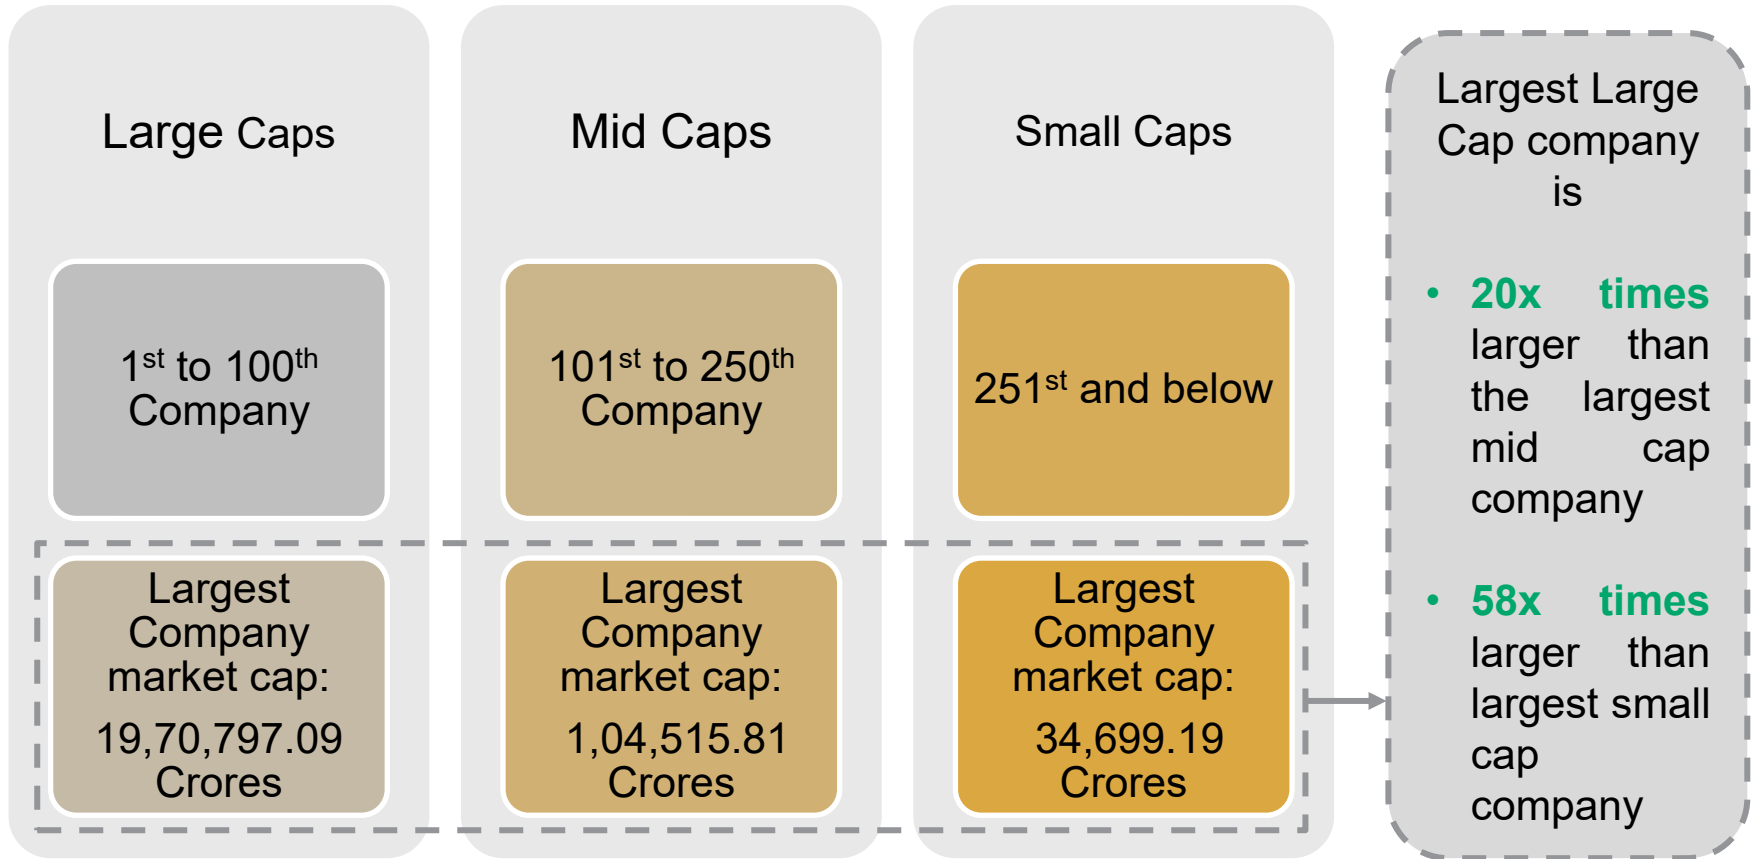 Large Caps
1st to 100th
Company
Largest
Company
market cap:
19,70,797.09
Crores
Mid Caps
101st to 250th
Company
Largest
Company
market cap:
1,04,515.81
Crores
Small Caps
251st and below
Largest
Company
market cap:
34,699.19
Crores
Largest Large
Cap company
is
• 20x times
larger than
the largest
mid cap
company
• 58x times
larger than
largest small
cap
company